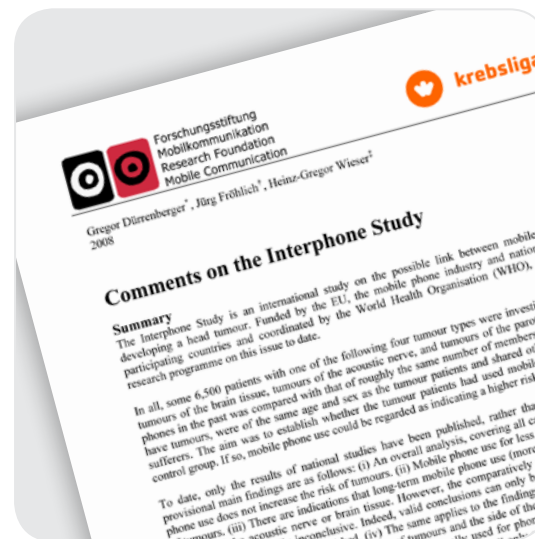 krebsliga
Forschungsstiftung
Mobilkommunikation
Research Foundation
Mobile Communication
Gregor Dürrenberger*, Jürg Fröhlich†, Heinz-Gregor Wieser‡
2008
Comments on the Interphone Study
Summary
The Interphone Study is an international study on the possible link between mobile
developing a head tumour. Funded by the EU, the mobile phone industry and nation
participating countries and coordinated by the World Health Organisation (WHO),
research programme on this issue to date.
In all, some 6,500 patients with one of the following four tumour types were investi
tumours of the brain tissue, tumours of the acoustic nerve, and tumours of the paro
phones in the past was compared with that of roughly the same number of members
have tumours, were of the same age and sex as the tumour patients and shared of
sufferers. The aim was to establish whether the tumour patients had used mobil
control group. If so, mobile phone use could be regarded as indicating a higher risk
To date, only the results of national studies have been published, rather tha
provisional main findings are as follows: (i) An overall analysis, covering all c
phone use does not increase the risk of tumours. (ii) Mobile phone use for less
tumours. (iii) There are indications that long-term mobile phone use (more
acoustic nerve or brain tissue. However, the comparatively
inconclusive. Indeed, valid conclusions can only b
(iv) The same applies to the findings
tumours and the side of the
used for phon